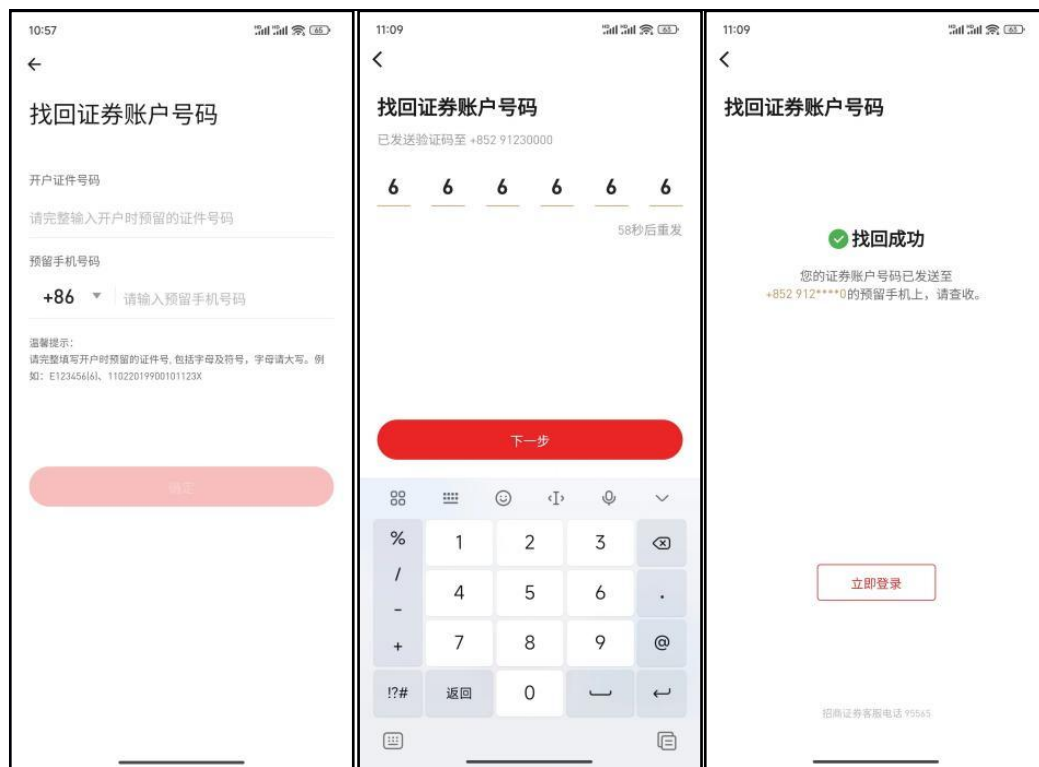 10:57
65
找回证券账户号码
开户证件号码
请完整输入开户时预留的证件号码
预留手机号码
+86
请输入预留手机号码
温馨提示:
请完整填写开户时预留的证件号, 包括字母及符号，字母请大写。例
如：E123456(6)、11022019900101123X
确定
11:09
63
找回证券账户号码
已发送验证码至 +852 91230000
6 6 6 6 6 6
58秒后重发
下一步
% 1 2 3
/
4 5 6 .
-
+ 7 8 9 @
!?# 返回 0
11:09
63
找回证券账户号码
找回成功
您的证券账户号码已发送至
+852 912****0的预留手机上，请查收。
立即登录
招商证券客服电话 95565